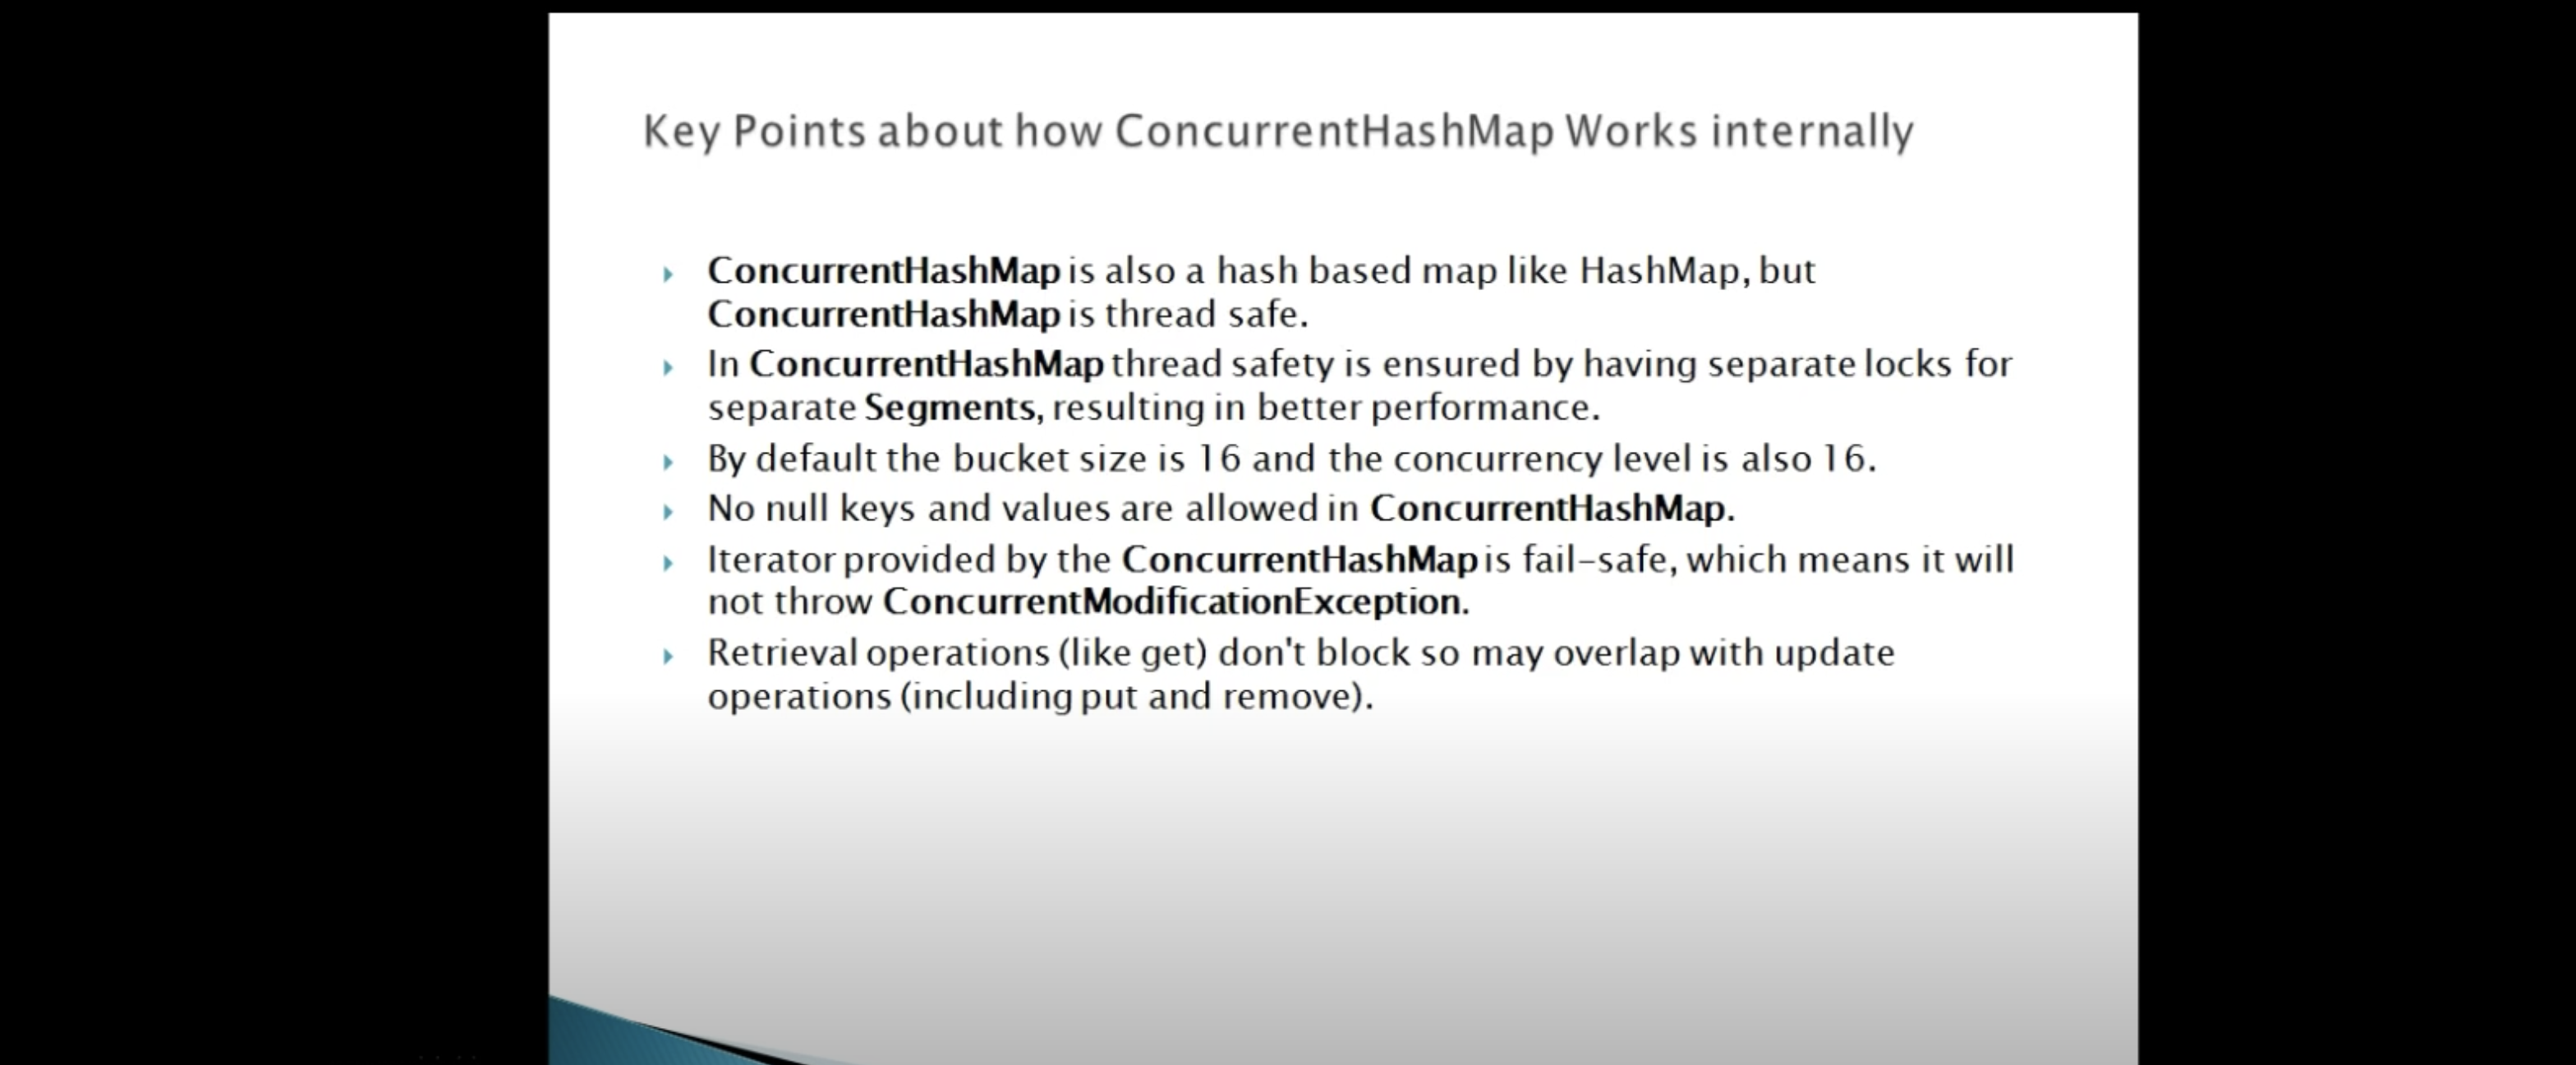 Key Points about how ConcurrentHashMap Works internally
ConcurrentHashMap is also a hash based map like HashMap, but
ConcurrentHashMap is thread safe.
In ConcurrentHashMap thread safety is ensured by having separate locks for
separate Segments, resulting in better performance.
By default the bucket size is 16 and the concurrency level is also 16.
No null keys and values are allowed in ConcurrentHashMap.
Iterator provided by the ConcurrentHashMap is fail-safe, which means it will
not throw ConcurrentModificationException.
Retrieval operations (like get) don't block so may overlap with update
operations (including put and remove).